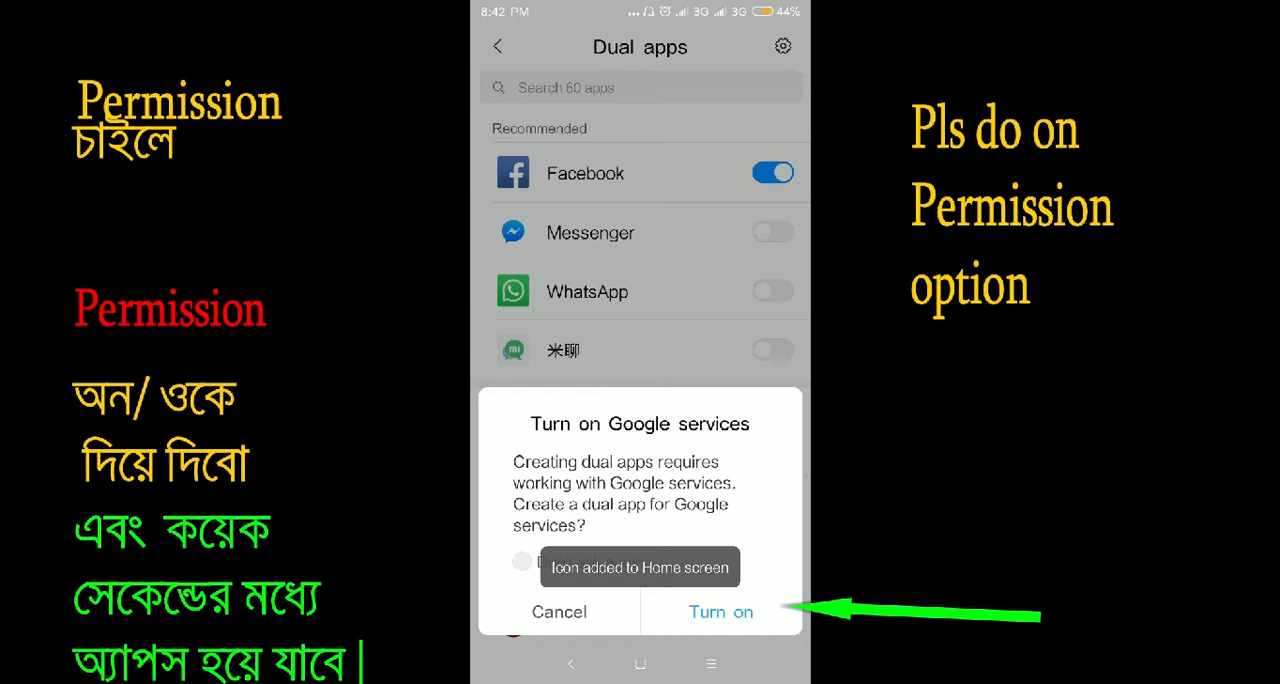 Permission
চাইলে
Permission
অন/ ওকে
দিয়ে দিবো
এবং কয়েক
সেকেন্ডের মধ্যে
অ্যাপস হয়ে যাবে|
8:42 PM
... 3G 3G 44%
Dual apps
Search 60 apps
Recommended
Facebook
Messenger
WhatsApp
米聊
Turn on Google services
Creating dual apps requires
working with Google services.
Create a dual app for Google
services?
Icon added to Home screen
Cancel
Turn on
Pls do on
Permission
option